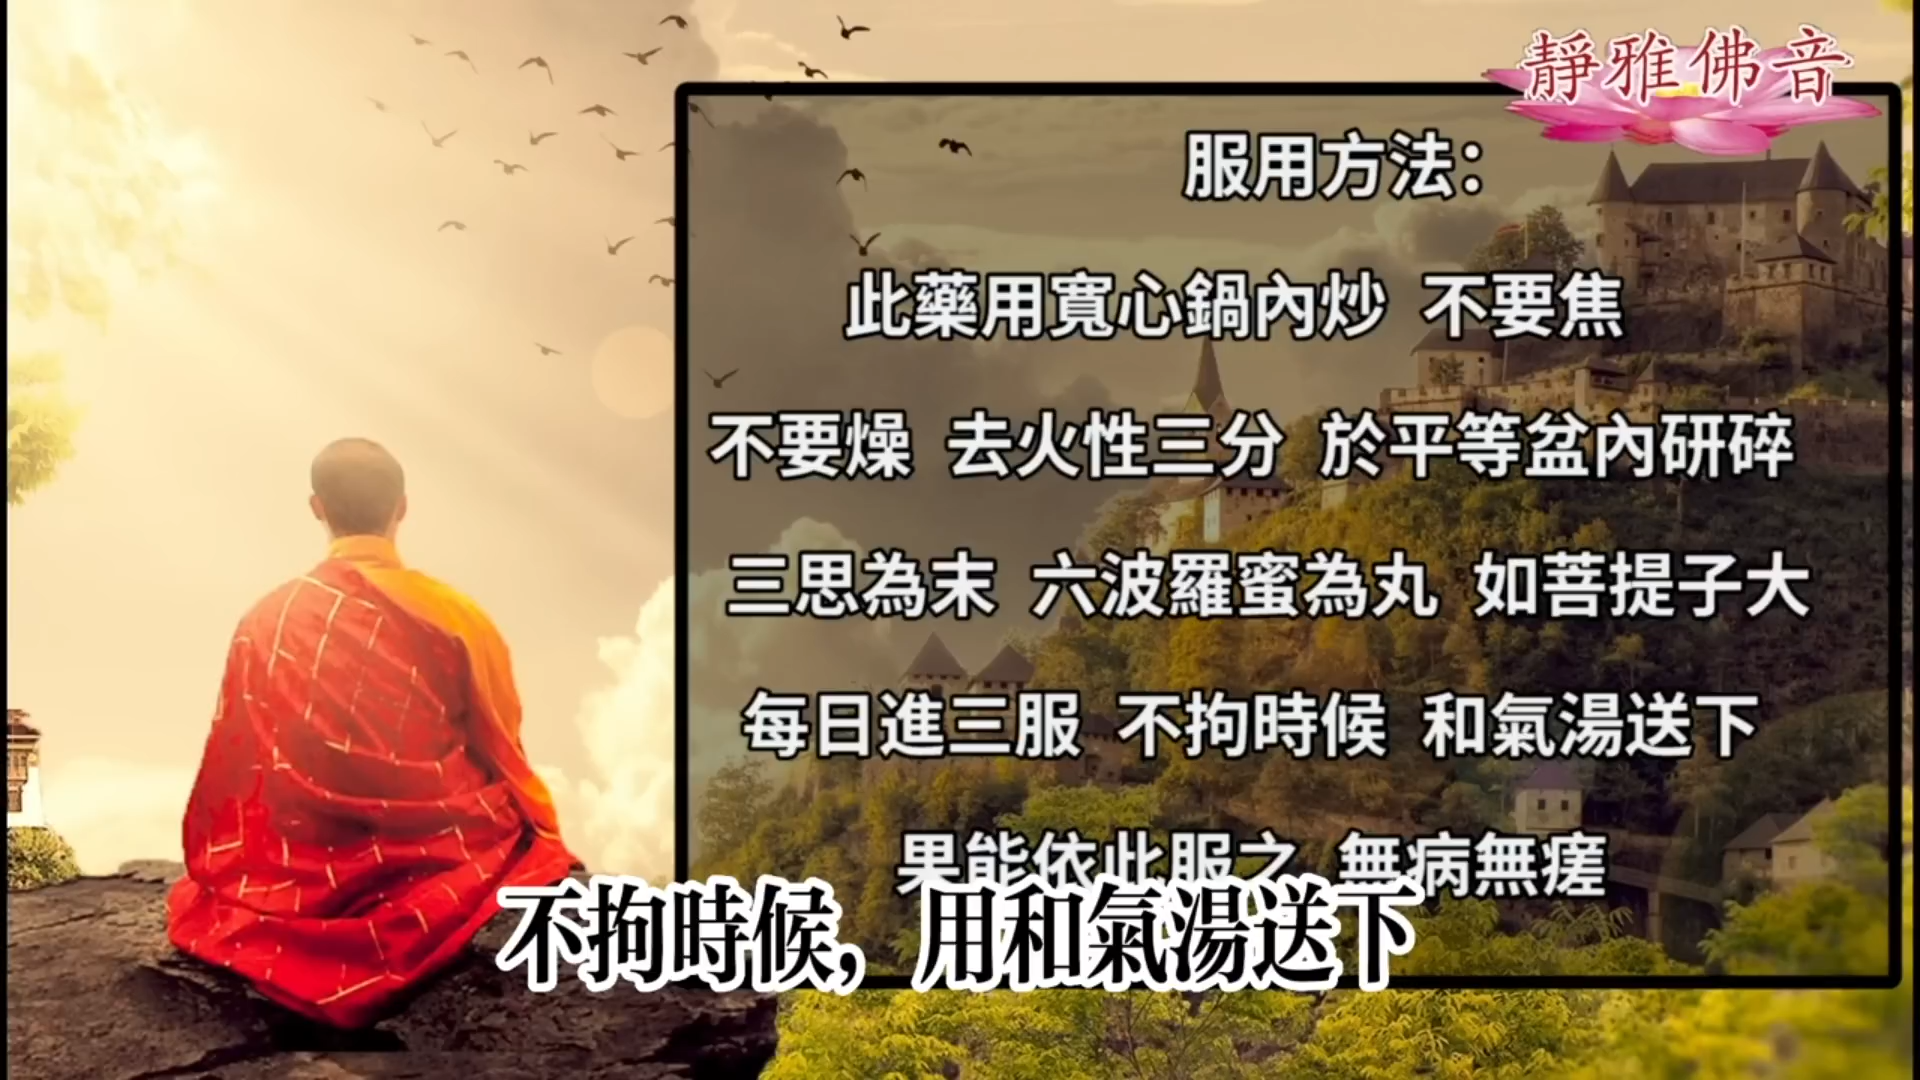 靜雅佛音
服用方法：
此藥用寬心鍋內炒 不要焦
不要燥 去火性三分 於平等盆內研碎
三思為末 六波羅蜜為丸 如菩提子大
每日進三服 不拘時候 和氣湯送下
果能依此服之 無病無瘥
不拘時候，用和氣湯送下